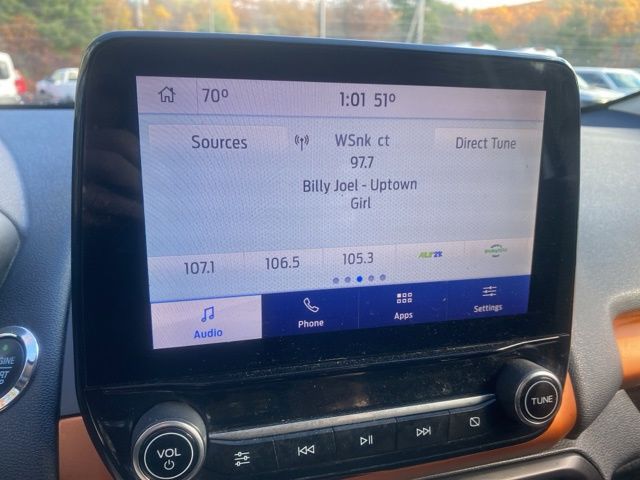 70° 1:01 51°
Sources WSnk ct Direct Tune
97.7
Billy Joel - Uptown
Girl
107.1 106.5 105.3
Audio Phone Apps Settings
ENGINE
VOL
TUNE